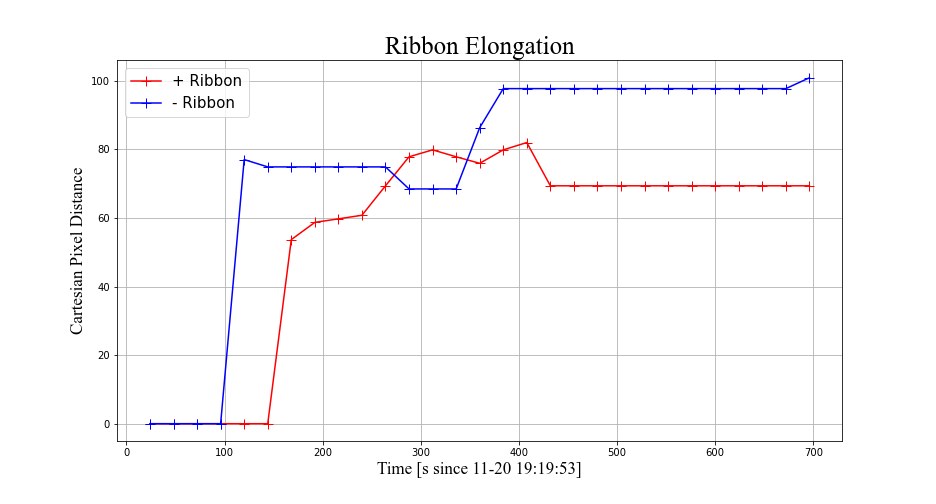 Ribbon Elongation
+ Ribbon
- Ribbon
100
80
60
40
20
0
Cartesian Pixel Distance
0 100 200 300 400 500 600 700
Time [s since 11-20 19:19:53]